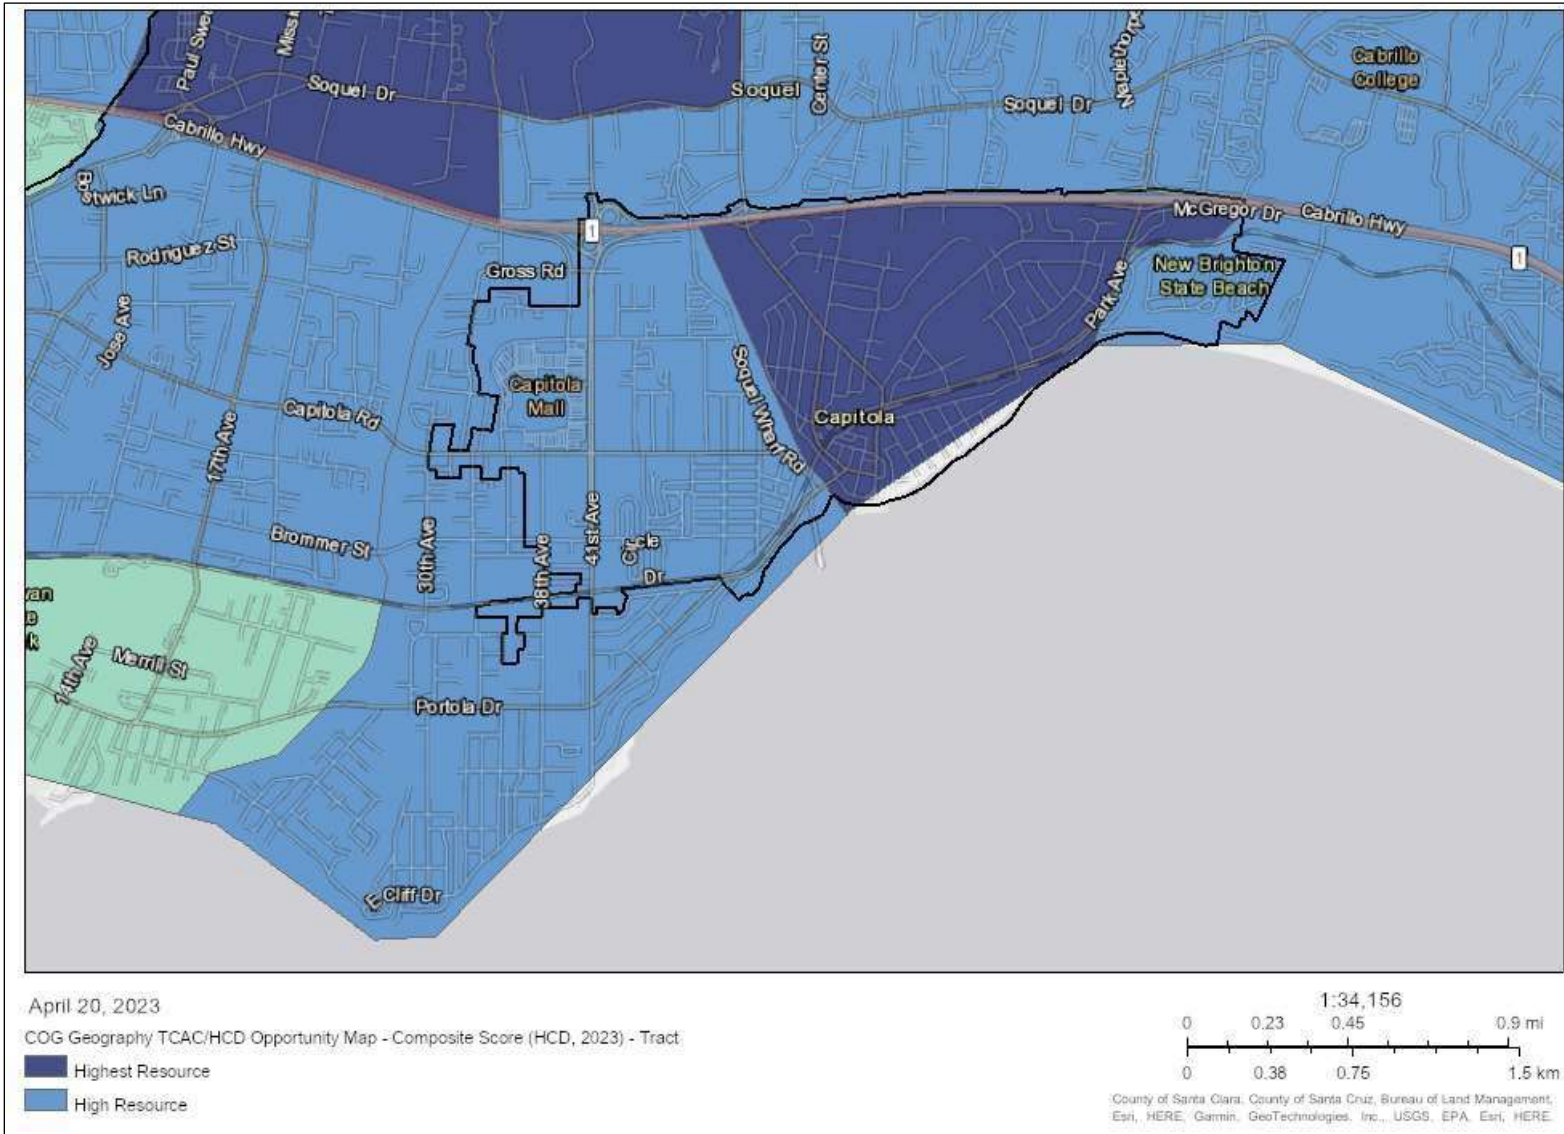 Paul Swe
Miss
Soquel Dr
Soquel
Center St
Soquel Dr
Maplethorpe
Cabrillo
College
Cabrillo Hwy
Bostwick Ln
Rodriguez St
Gross Rd
1
McGregor Dr
Cabrillo Hwy
1
New Brighton
State Beach
Park Ave
Jose Ave
Capitola
Mall
Soquel Wharf Rd
Capitola Rd
Capitola
17th Ave
Brommer St
30th Ave
38th Ave
41st Ave
Circle
Dr
van
e
k
14th Ave
Merrill St
Portola Dr
E Cliff Dr
April 20, 2023
COG Geography TCAC/HCD Opportunity Map - Composite Score (HCD, 2023) - Tract
Highest Resource
High Resource
1:34,156
0 0.23 0.45 0.9 mi
0 0.38 0.75 1.5 km
County of Santa Clara, County of Santa Cruz, Bureau of Land Management,
Esri, HERE, Garmin, GeoTechnologies, Inc., USGS, EPA, Esri, HERE,